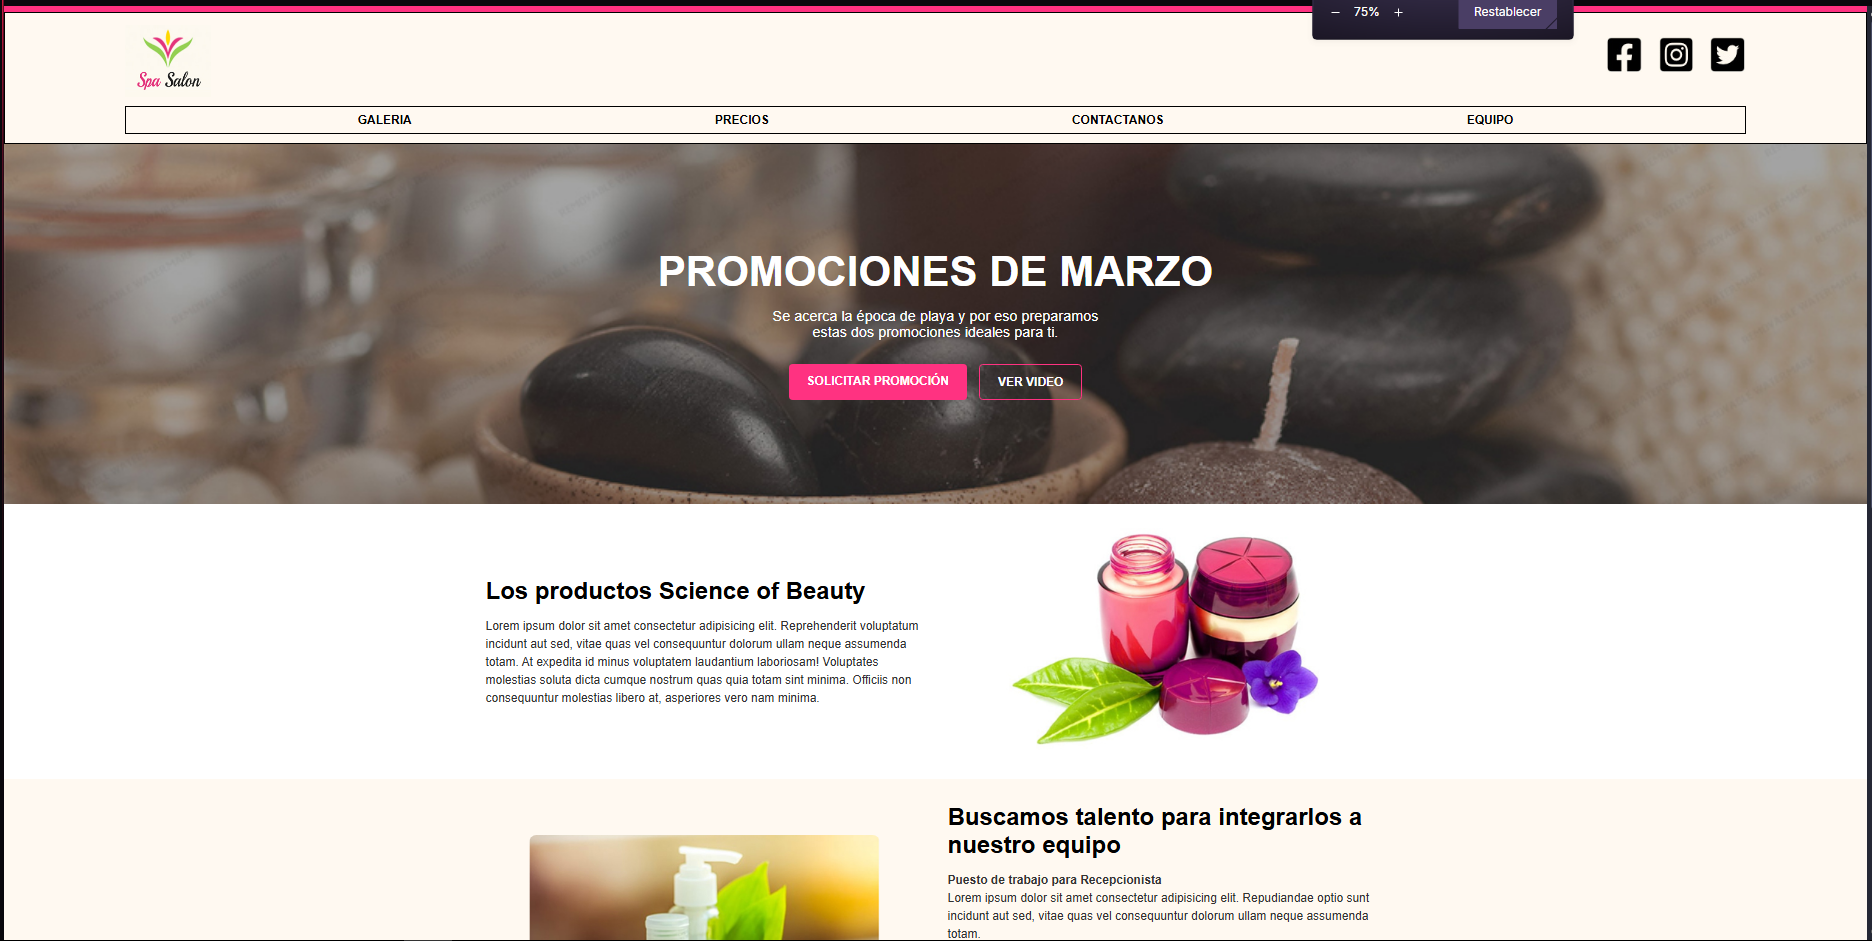 75%
Restablecer
Spa Salon
GALERIA
PRECIOS
CONTACTANOS
EQUIPO
PROMOCIONES DE MARZO
Se acerca la época de playa y por eso preparamos
estas dos promociones ideales para ti.
SOLICITAR PROMOCIÓN
VER VIDEO
Los productos Science of Beauty
Lorem ipsum dolor sit amet consectetur adipisicing elit. Reprehenderit voluptatum
incidunt aut sed, vitae quas vel consequuntur dolorum ullam neque assumenda
totam. At expedita id minus voluptatem laudantium laboriosam! Voluptates
molestias soluta dicta cumque nostrum quas quia totam sint minima. Officiis non
consequuntur molestias libero at, asperiores vero nam minima.
Buscamos talento para integrarlos a
nuestro equipo
Puesto de trabajo para Recepcionista
Lorem ipsum dolor sit amet consectetur adipisicing elit. Repudiandae optio sunt
incidunt aut sed, vitae quas vel consequuntur dolorum ullam neque assumenda
totam.